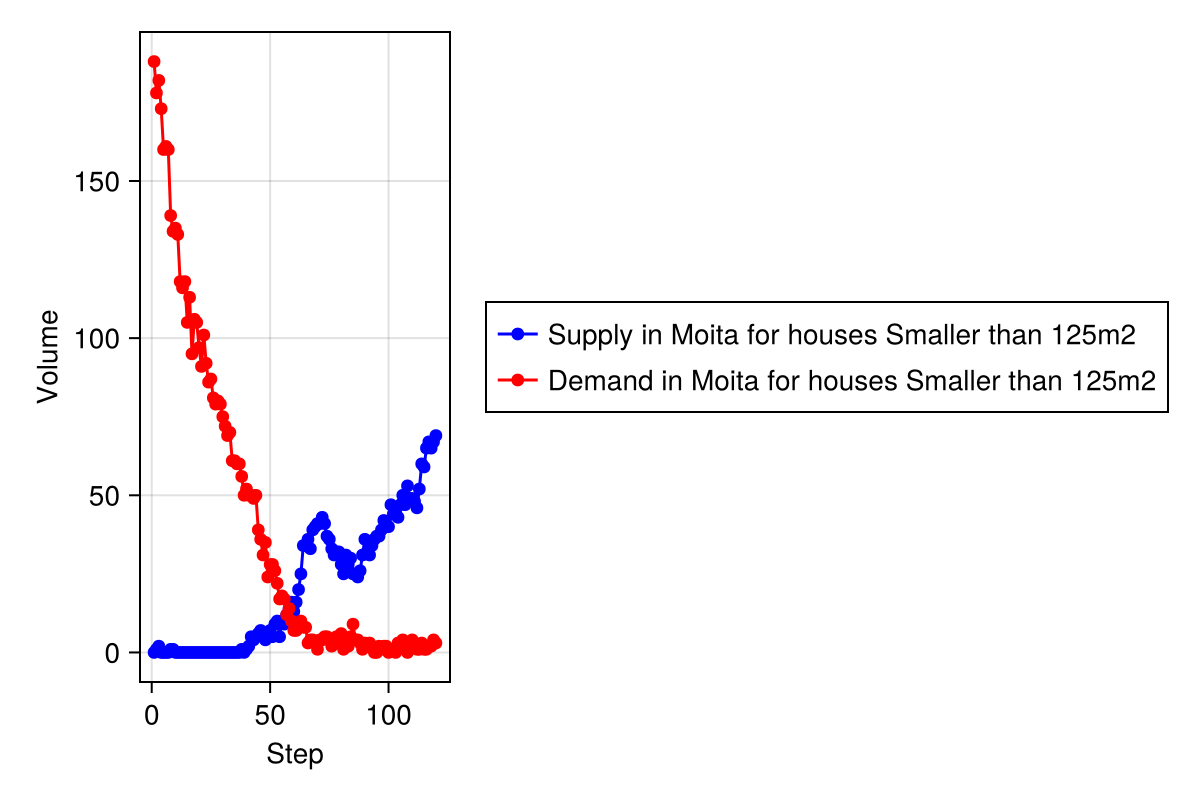 Volume
150
100
50
0
0 50 100
Step
Supply in Moita for houses Smaller than 125m2
Demand in Moita for houses Smaller than 125m2